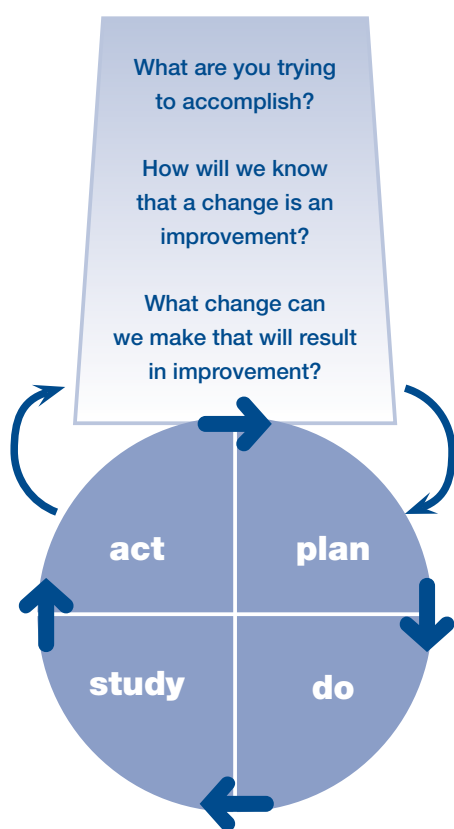 What are you trying
to accomplish?
How will we know
that a change is an
improvement?
What change can
we make that will result
in improvement?
act
plan
study
do